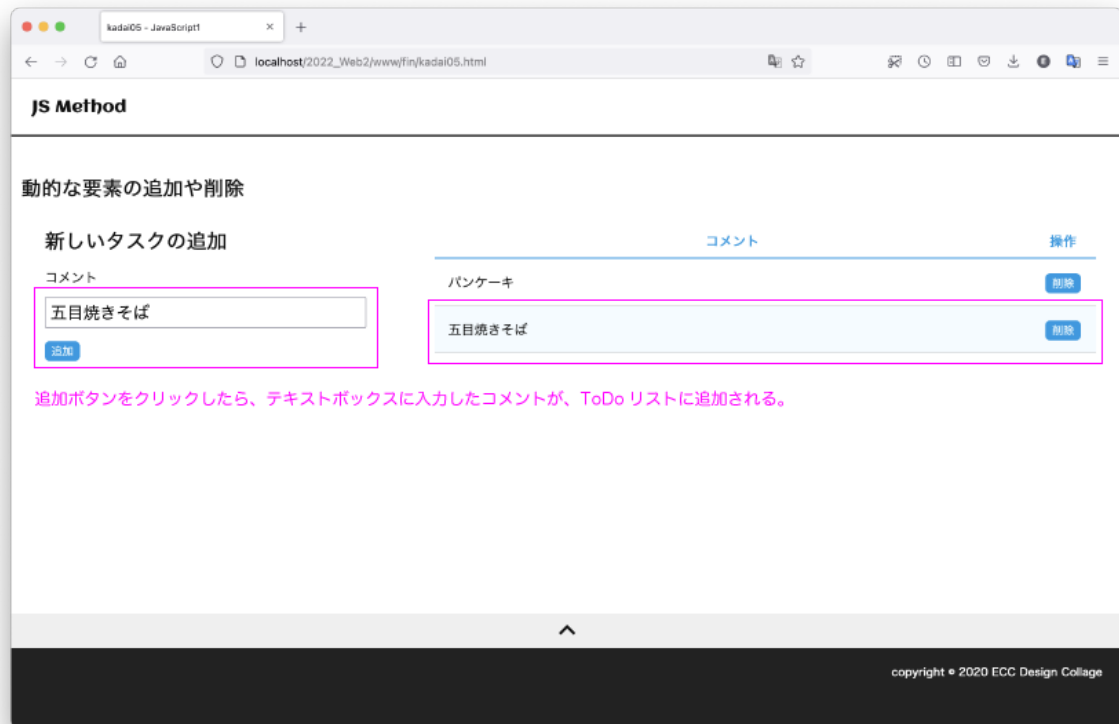 kadai05 - JavaScript1
localhost/2022_Web2/www/fin/kadai05.html
JS Method
動的な要素の追加や削除
新しいタスクの追加
コメント
五目焼きそば
追加
コメント 操作
パンケーキ 削除
五目焼きそば 削除
追加ボタンをクリックしたら、テキストボックスに入力したコメントが、ToDo リストに追加される。
copyright © 2020 ECC Design Collage